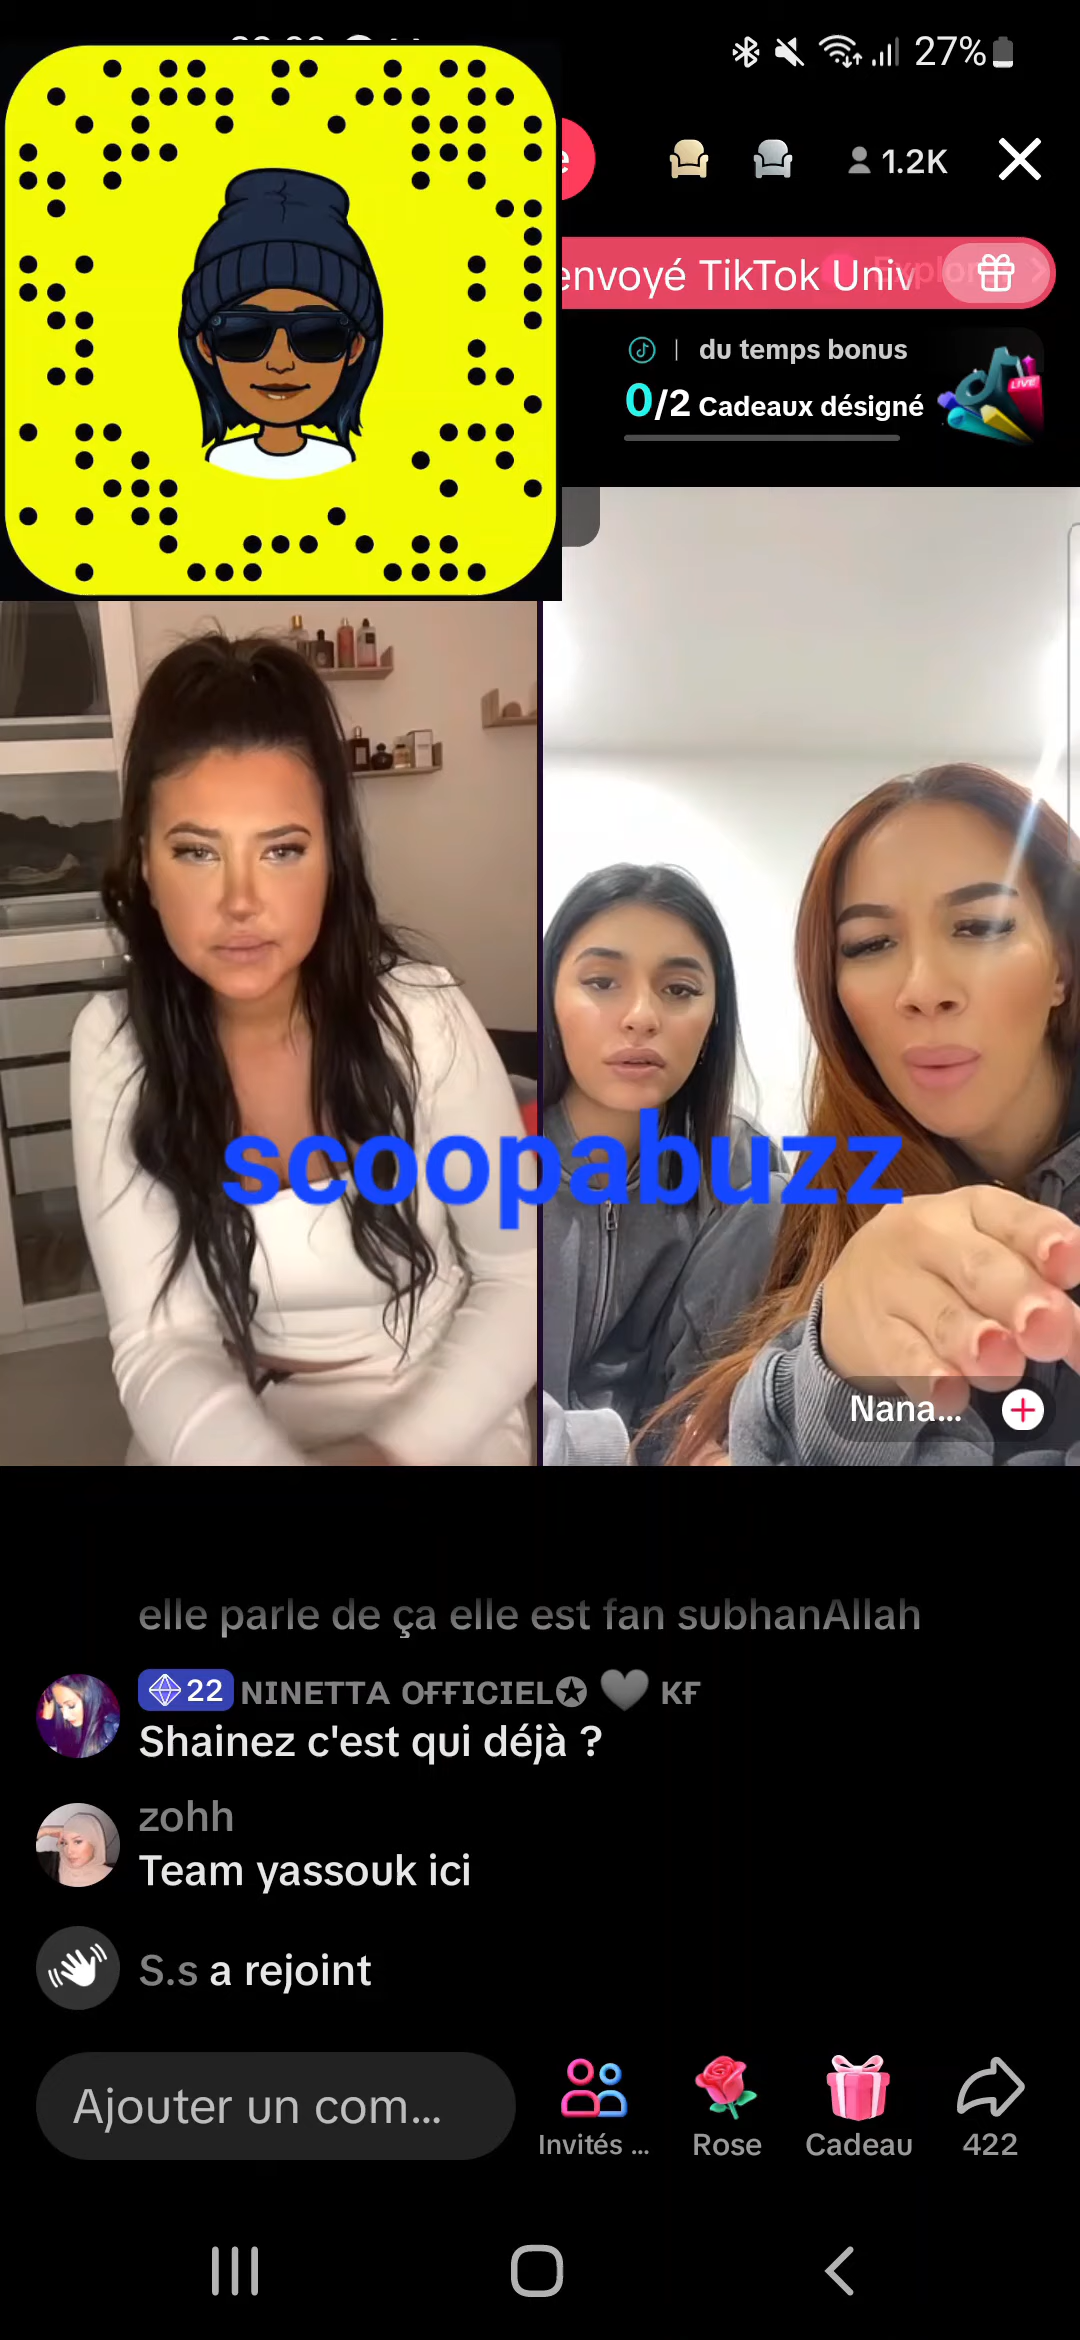 27%
1.2K
envoyé TikTok Univ
du temps bonus
0/2 Cadeaux désigné
LIVE
scoopabuzz
Nana...
elle parle de ça elle est fan subhanAllah
22 NINETTA OFFICIEL KF
Shainez c'est qui déjà ?
zohh
Team yassouk ici
S.s a rejoint
Ajouter un com...
Invités ...
Rose
Cadeau
422